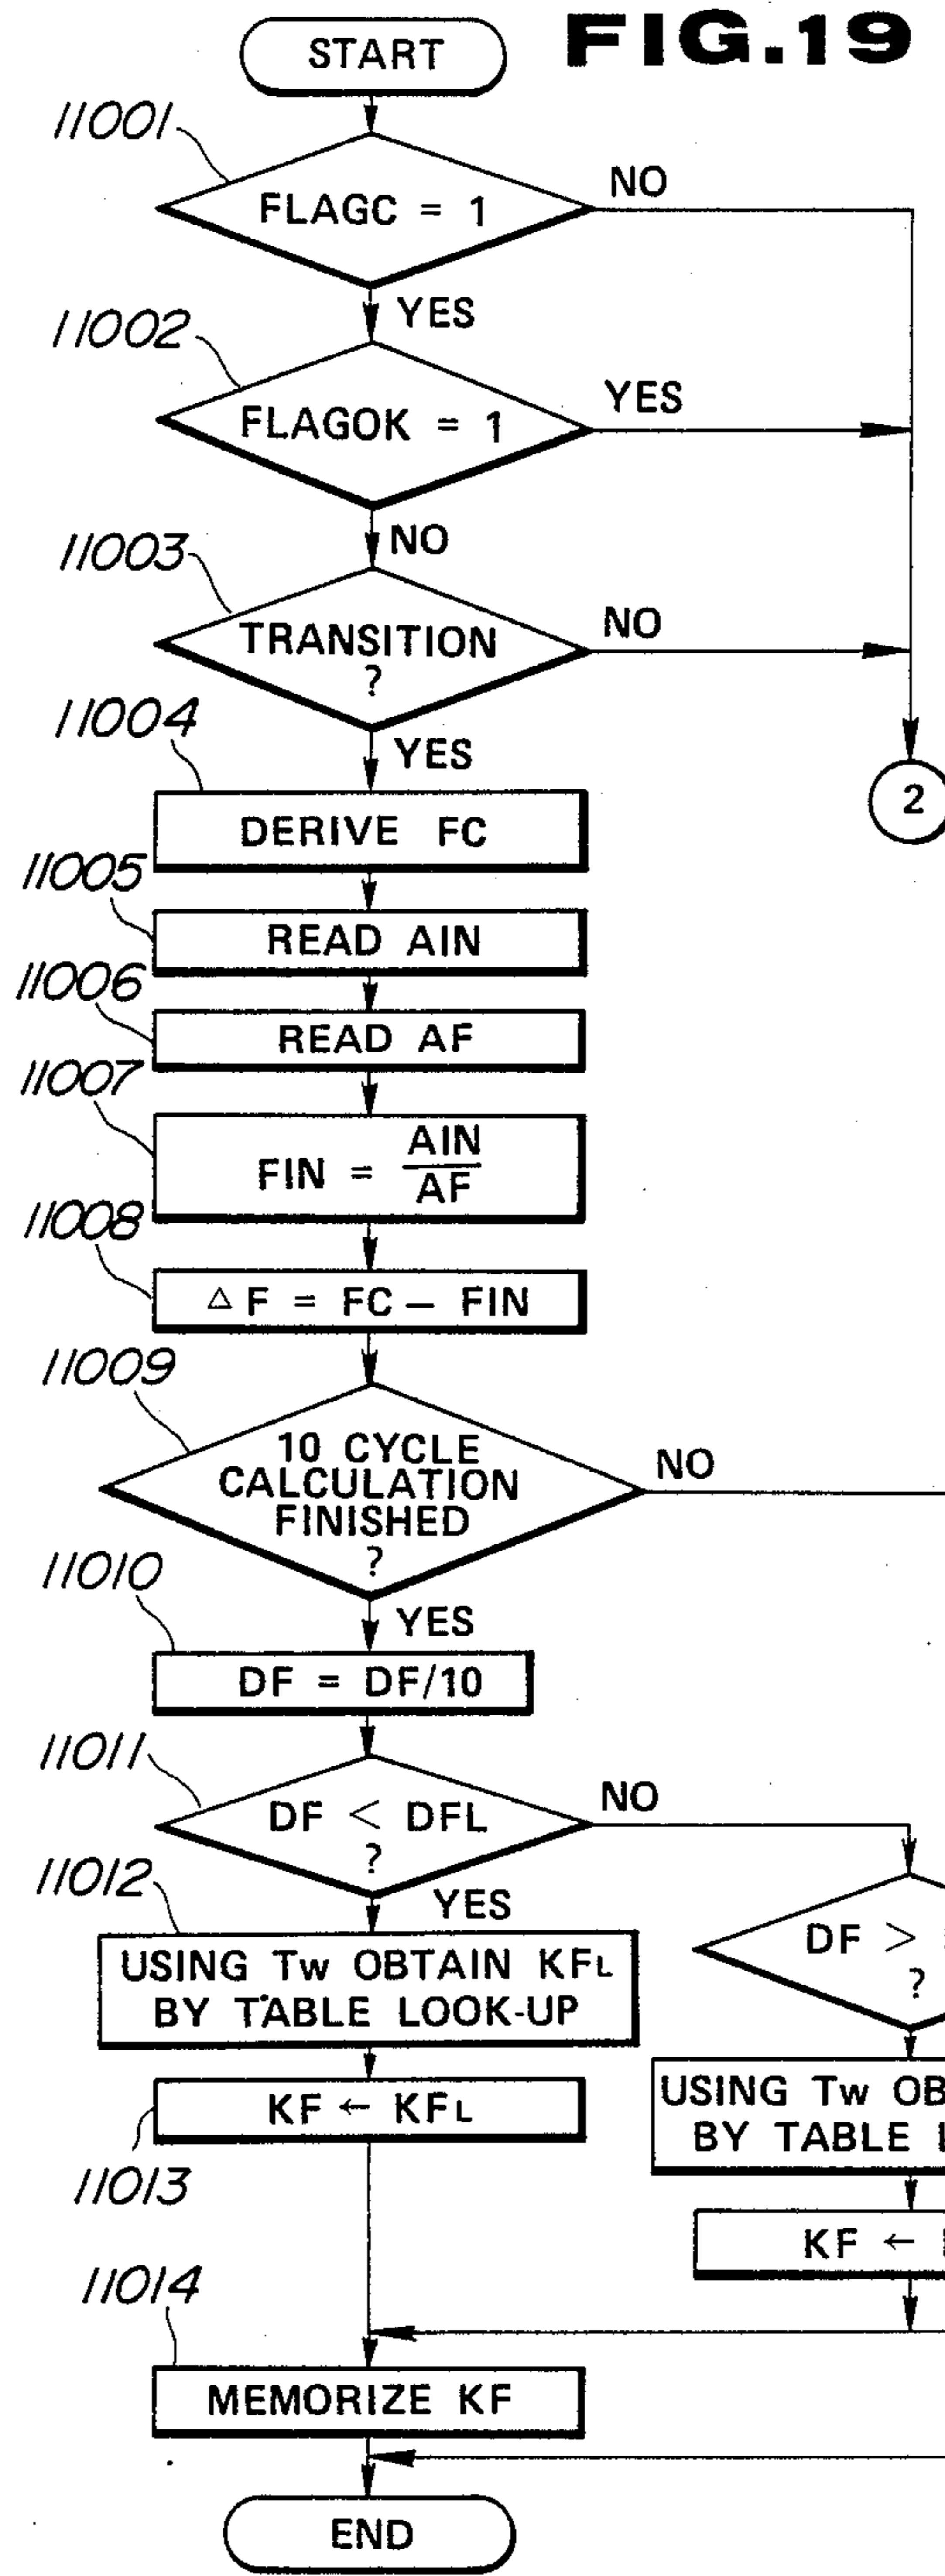 FIG.19
START
11001
FLAGC = 1
NO
YES
11002
FLAGOK = 1
YES
NO
11003
TRANSITION
?
NO
YES
2
11004
DERIVE FC
11005
READ AIN
11006
READ AF
11007
FIN = AIN
AF
11008
△F = FC – FIN
11009
10 CYCLE
CALCULATION
FINISHED
?
NO
YES
11010
DF = DF/10
11011
DF < DFL
?
NO
YES
11012
USING Tw OBTAIN KFL
BY TABLE LOOK-UP
DF >
?
11013
KF ← KFL
USING Tw
BY TABLE
KF ←
11014
MEMORIZE KF
END